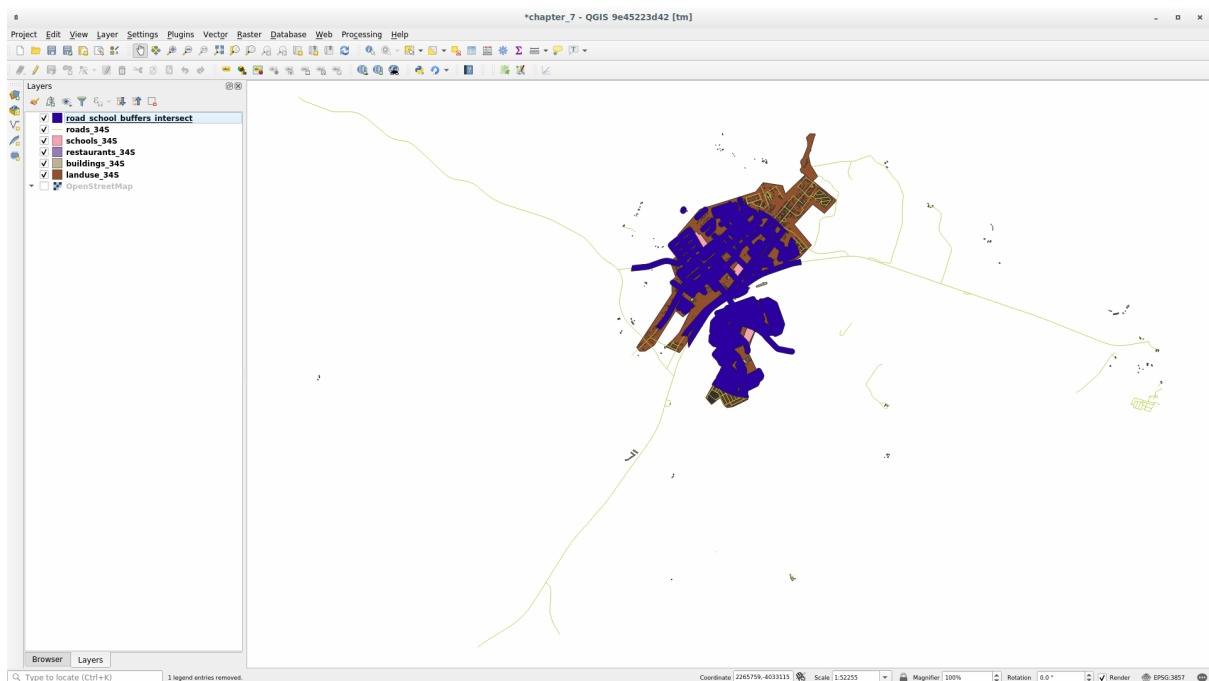 *chapter_7 - QGIS 9e45223d42 [tm]
Project Edit View Layer Settings Plugins Vector Raster Database Web Processing Help
Layers
road_school_buffers_intersect
roads_34S
schools_34S
restaurants_34S
buildings_34S
landuse_34S
OpenStreetMap
Browser Layers
Type to locate (Ctrl+K) 1 legend entries removed. Coordinate 2265759,-4033115 Scale 1:52255 Magnifier 100% Rotation 0.0 ° Render EPSG:3857